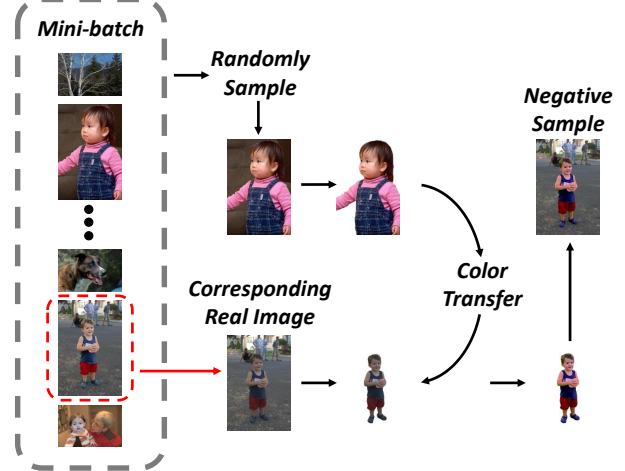 Mini-batch
Randomly
Sample
Negative
Sample
Color
Transfer
Corresponding
Real Image